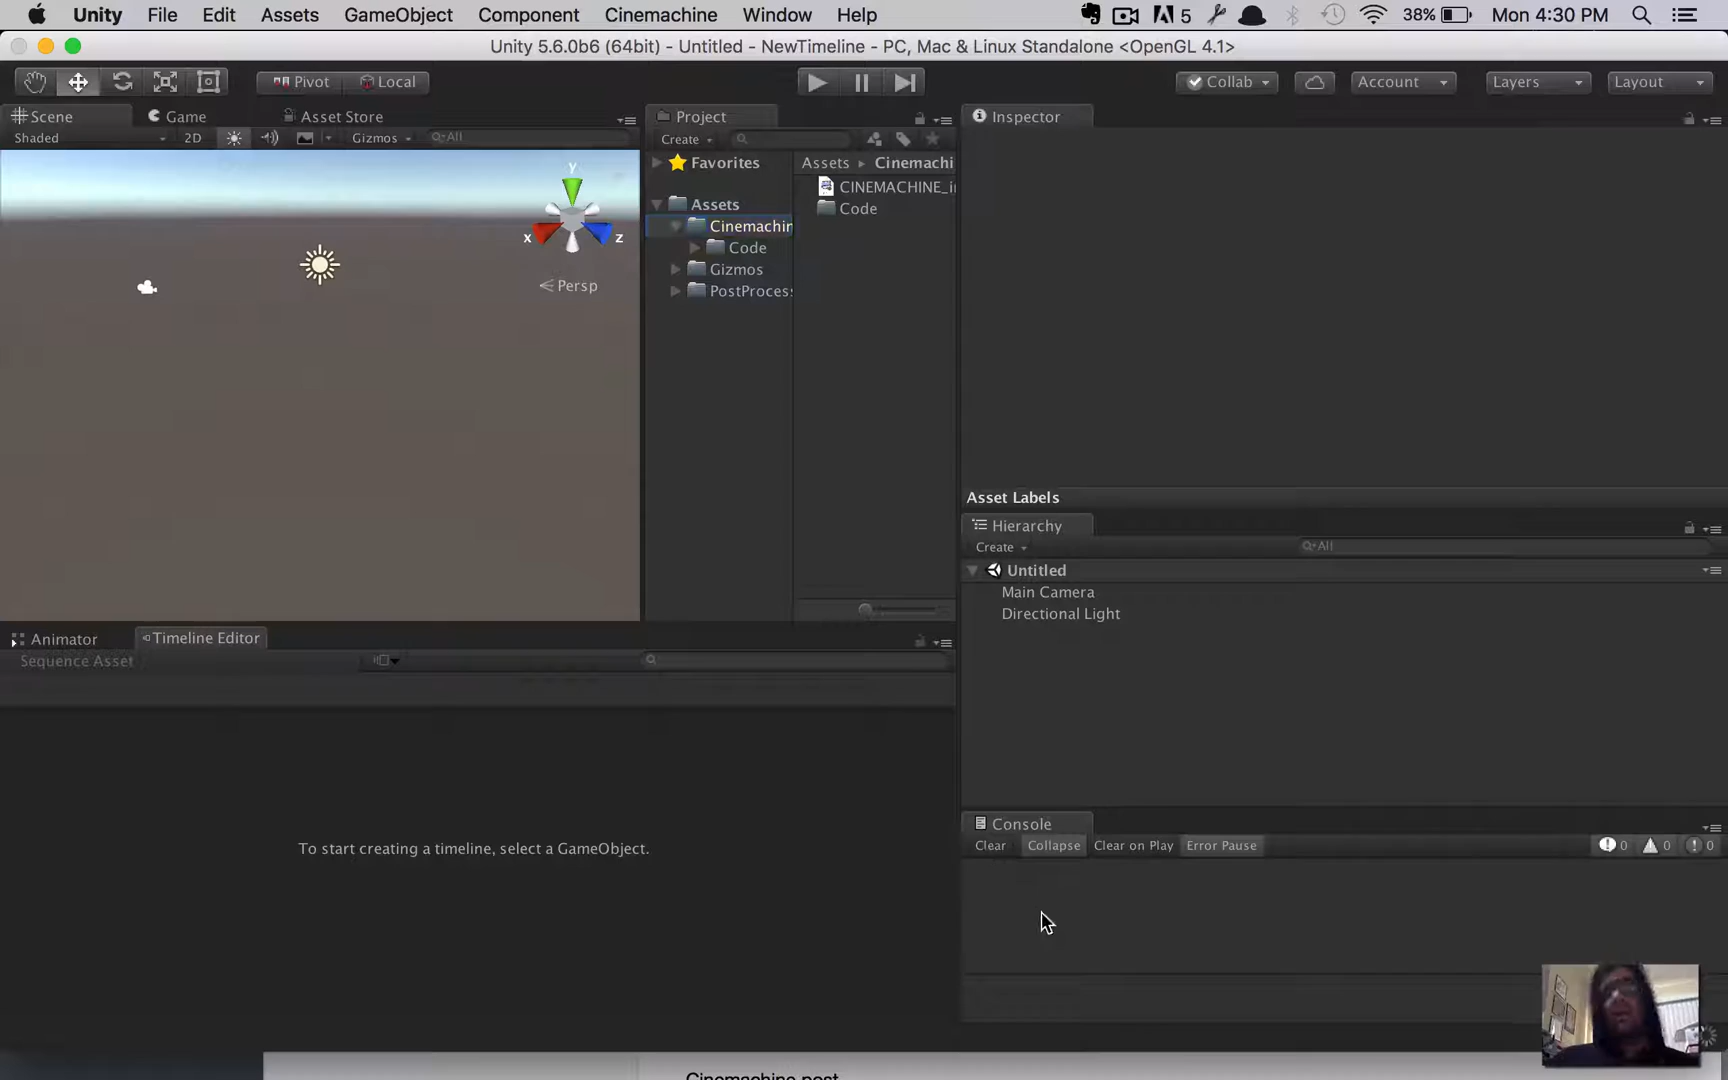 Unity File Edit Assets GameObject Component Cinemachine Window Help 5 38% Mon 4:30 PM
Unity 5.6.0b6 (64bit) - Untitled - NewTimeline - PC, Mac & Linux Standalone <OpenGL 4.1>
Pivot Local Collab Account Layers Layout
Scene Game Asset Store Project Inspector
Shaded 2D Gizmos All Create
Favorites Assets Cinemachi
CINEMACHINE_i
Assets Code
Cinemachin
Code
Gizmos
PostProces
y
x z
Persp
Asset Labels
Hierarchy
Create All
Untitled
Main Camera
Directional Light
Animator Timeline Editor
Sequence Asset
To start creating a timeline, select a GameObject.
Console
Clear Collapse Clear on Play Error Pause 0 0 0
Cinemachine post